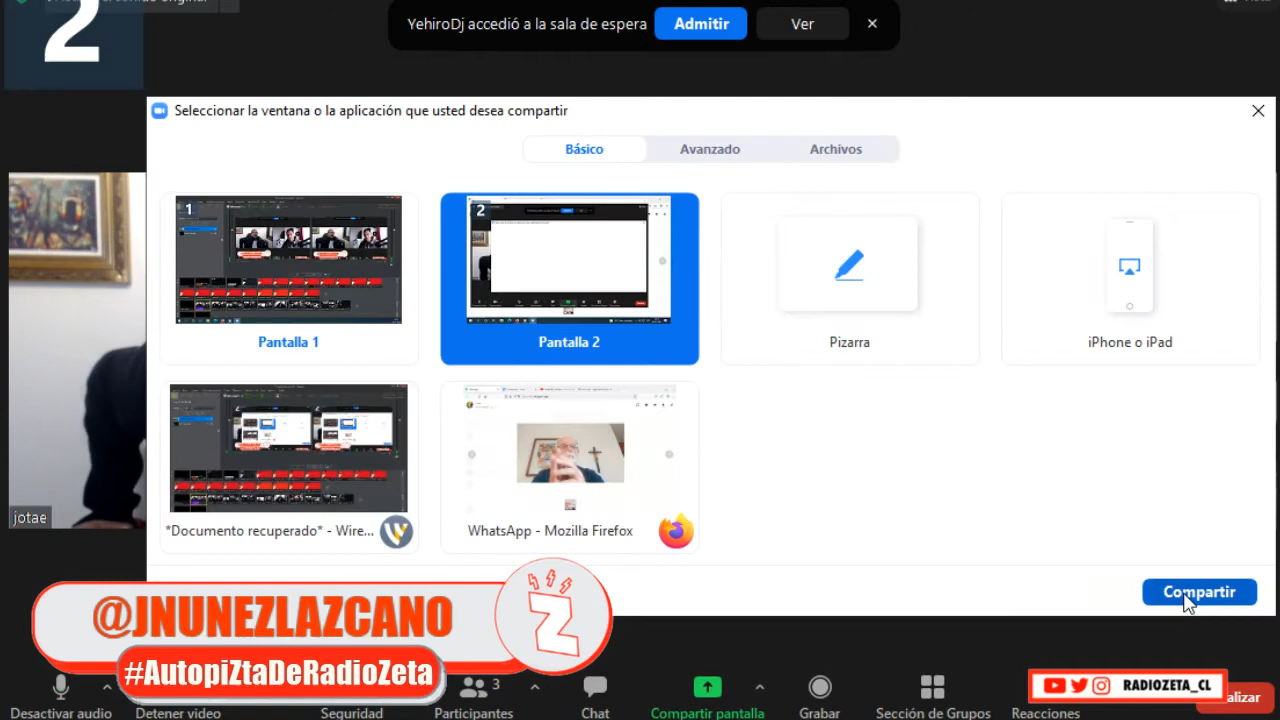 2
YehiroDj accedió a la sala de espera
Admitir
Ver
Seleccionar la ventana o la aplicación que usted desea compartir
Básico
Avanzado
Archivos
1
2
Pantalla 1
Pantalla 2
Pizarra
iPhone o iPad
*Documento recuperado* - Wire...
WhatsApp - Mozilla Firefox
jotae
Compartir
@JNUNEZLAZCANO
Z
#AutopiZtaDeRadioZeta
RADIOZETA_CL
3
Desactivar audio
Detener video
Seguridad
Participantes
Chat
Compartir pantalla
Grabar
Sección de Grupos
Reacciones